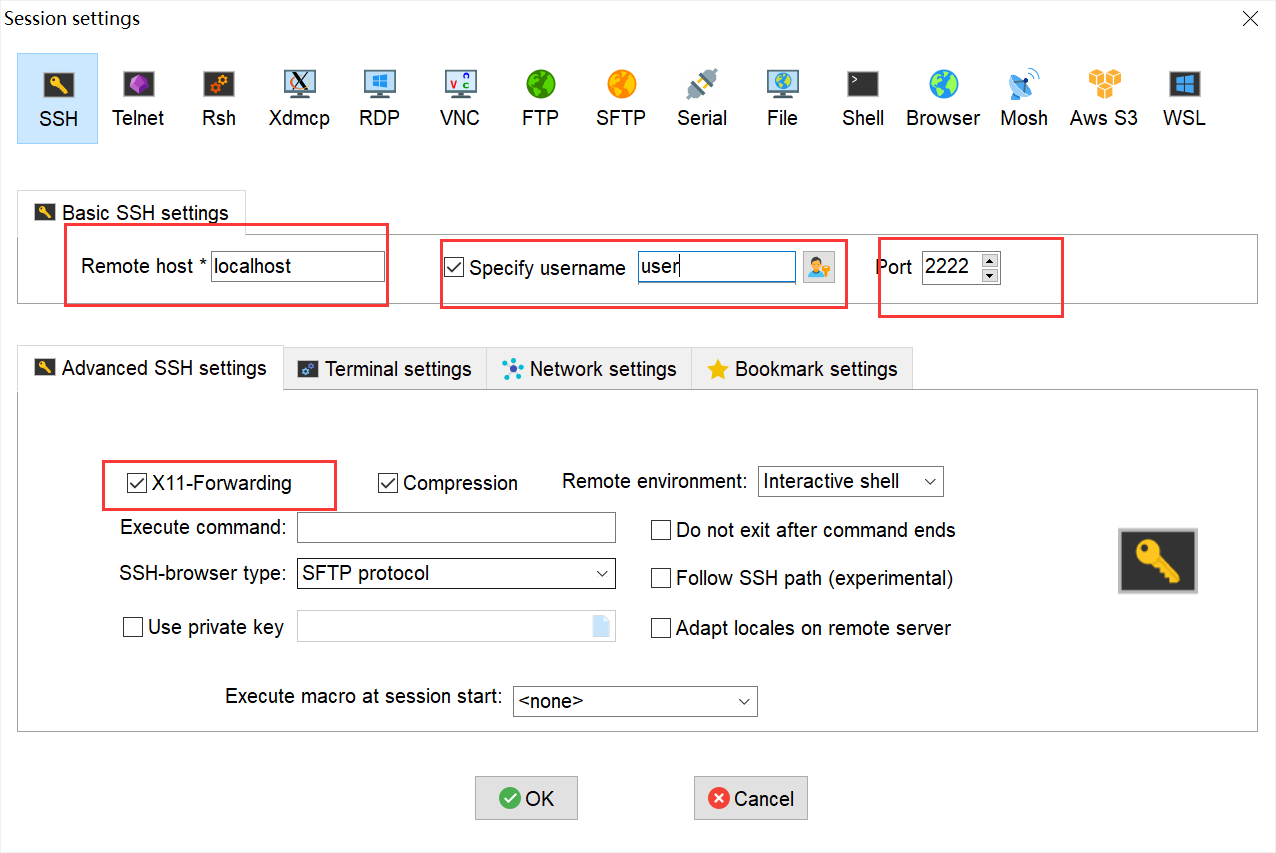 Session settings
SSH Telnet Rsh Xdmcp RDP VNC FTP SFTP Serial File Shell Browser Mosh Aws S3 WSL
Basic SSH settings
Remote host * localhost Specify username user Port 2222
Advanced SSH settings Terminal settings Network settings Bookmark settings
X11-Forwarding Compression Remote environment: Interactive shell
Execute command: Do not exit after command ends
SSH-browser type: SFTP protocol Follow SSH path (experimental)
Use private key Adapt locales on remote server
Execute macro at session start: <none>
OK Cancel